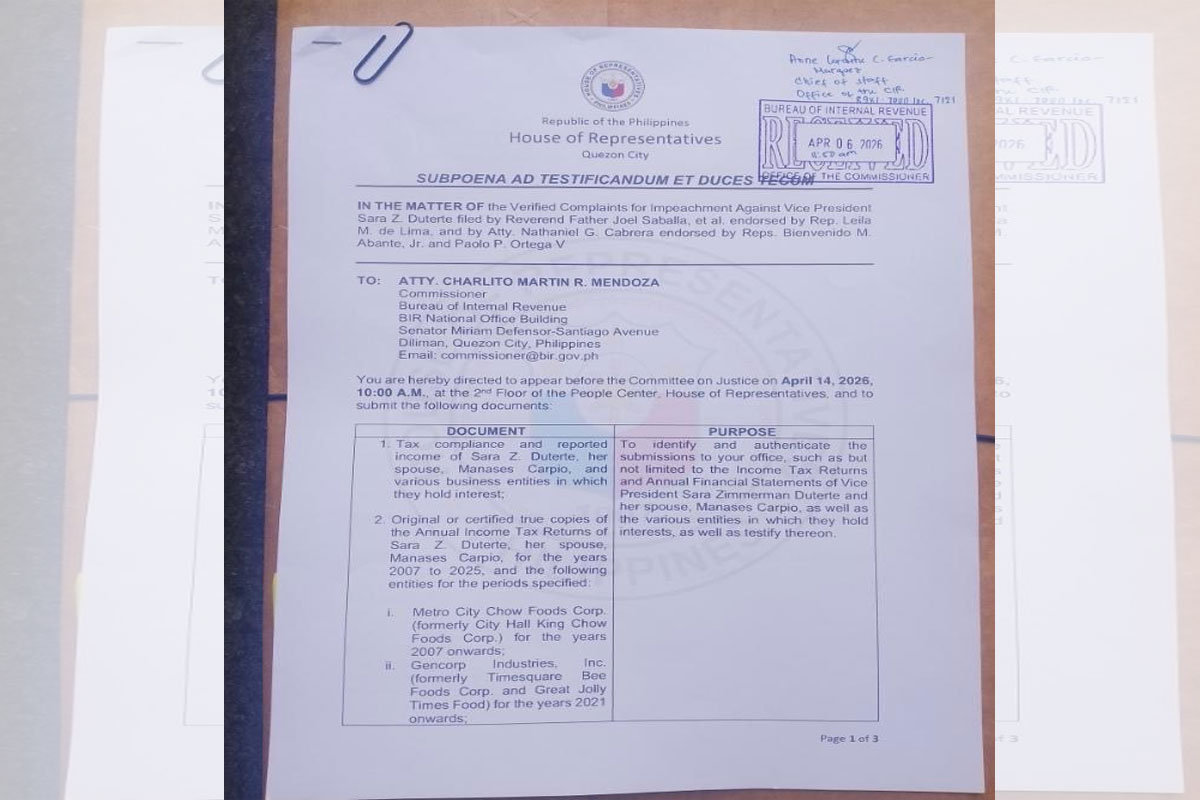 Anne Loretta C. Garcia-
Marquez
Chief of Staff
Office of the CIR
7151
BUREAU OF INTERNAL REVENUE
RECEIVED
APR 06 2026
OFFICE OF THE COMMISSIONER
HOUSE OF REPRESENTATIVES
PHILIPPINES
Republic of the Philippines
House of Representatives
Quezon City
SUBPOENA AD TESTIFICANDUM ET DUCES TECUM
IN THE MATTER OF the Verified Complaints for Impeachment Against Vice President
Sara Z. Duterte filed by Reverend Father Joel Saballa, et al. endorsed by Rep. Leila
M. de Lima, and by Atty. Nathaniel G. Cabrera endorsed by Reps. Bienvenido M.
Abante, Jr. and Paolo P. Ortega V
TO: ATTY. CHARLITO MARTIN R. MENDOZA
Commissioner
Bureau of Internal Revenue
BIR National Office Building
Senator Miriam Defensor-Santiago Avenue
Diliman, Quezon City, Philippines
Email: commissioner@bir.gov.ph
You are hereby directed to appear before the Committee on Justice on April 14, 2026,
10:00 A.M., at the 2nd Floor of the People Center, House of Representatives, and to
submit the following documents:
DOCUMENT
1. Tax compliance and reported
income of Sara Z. Duterte, her
spouse, Manases Carpio, and
various business entities in which
they hold interest;
2. Original or certified true copies of
the Annual Income Tax Returns of
Sara Z. Duterte, her spouse,
Manases Carpio, for the years
2007 to 2025, and the following
entities for the periods specified:
i. Metro City Chow Foods Corp.
(formerly City Hall King Chow
Foods Corp.) for the years
2007 onwards;
ii. Gencorp Industries, Inc.
(formerly Timesquare Bee
Foods Corp. and Great Jolly
Times Food) for the years 2021
onwards;
PURPOSE
To identify and authenticate the
submissions to your office, such as but
not limited to the Income Tax Returns
and Annual Financial Statements of Vice
President Sara Zimmerman Duterte and
her spouse, Manases Carpio, as well as
the various entities in which they hold
interests, as well as testify thereon.
Page 1 of 3